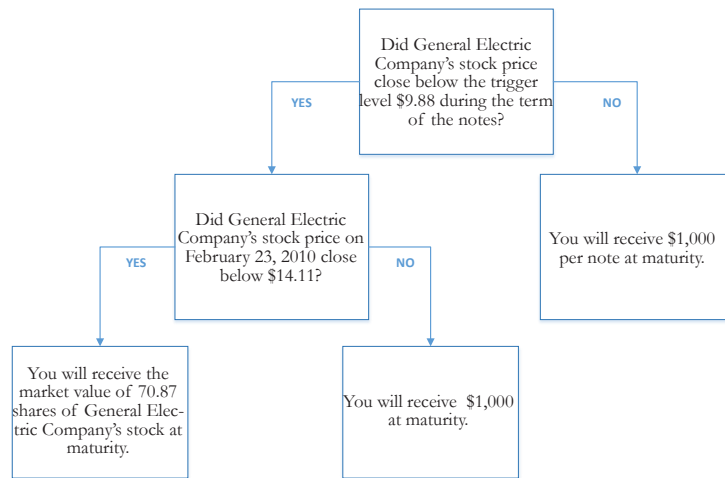 Did General Electric
Company's stock price
close below the trigger
level $9.88 during the term
of the notes?
YES
NO
Did General Electric
Company's stock price on
February 23, 2010 close
below $14.11?
You will receive $1,000
per note at maturity.
YES
NO
You will receive the
market value of 70.87
shares of General Elec-
tric Company's stock at
maturity.
You will receive $1,000
at maturity.